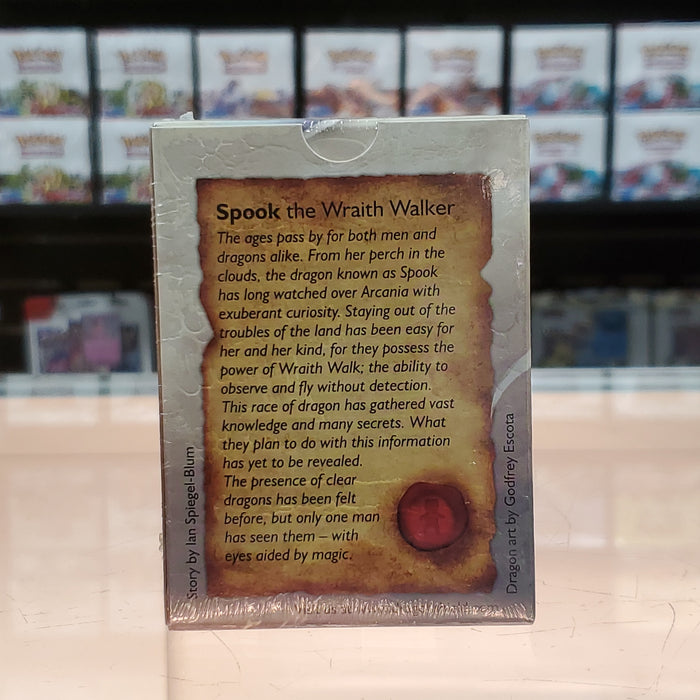 Spook the Wraith Walker
The ages pass by for both men and
dragons alike. From her perch in the
clouds, the dragon known as Spook
has long watched over Arcania with
exuberant curiosity. Staying out of the
troubles of the land has been easy for
her and her kind, for they possess the
power of Wraith Walk; the ability to
observe and fly without detection.
This race of dragon has gathered vast
knowledge and many secrets. What
they plan to do with this information
has yet to be revealed.
The presence of clear
dragons has been felt
before, but only one man
has seen them – with
eyes aided by magic.
Story by Ian Spiegel-Blum
Dragon art by Godfrey Escota